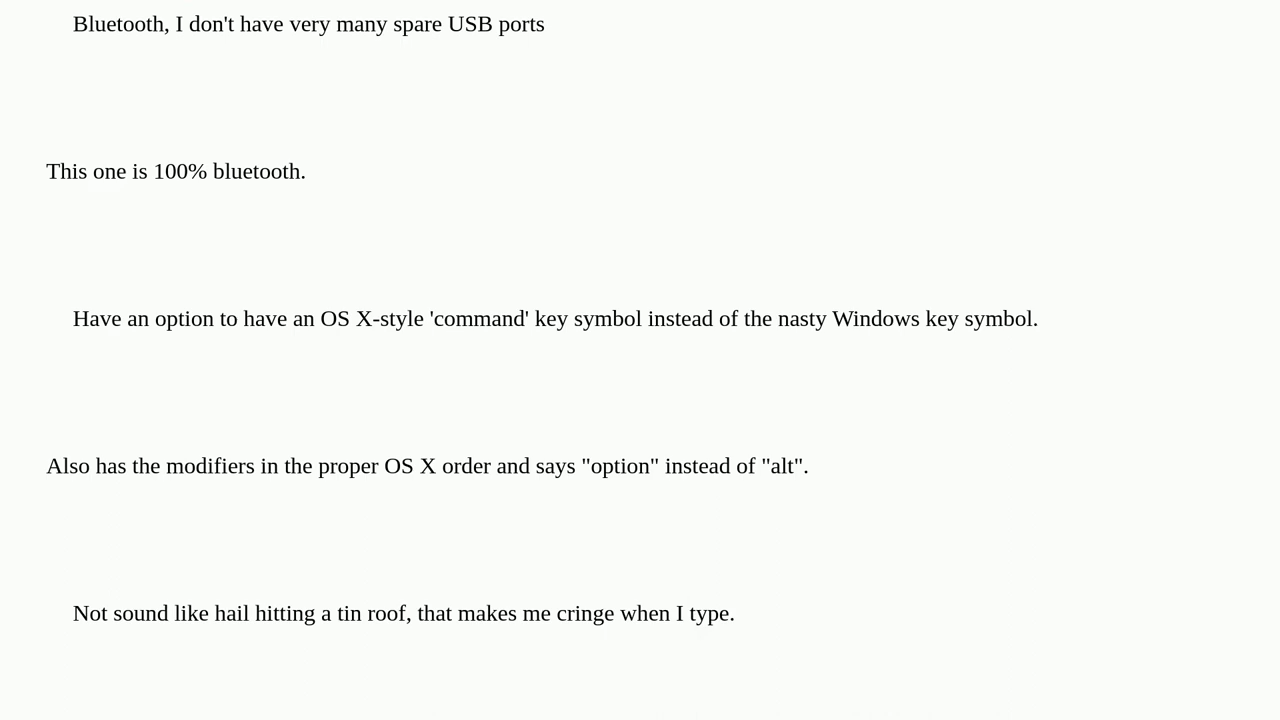 Bluetooth, I don't have very many spare USB ports
This one is 100% bluetooth.
Have an option to have an OS X-style 'command' key symbol instead of the nasty Windows key symbol.
Also has the modifiers in the proper OS X order and says "option" instead of "alt".
Not sound like hail hitting a tin roof, that makes me cringe when I type.